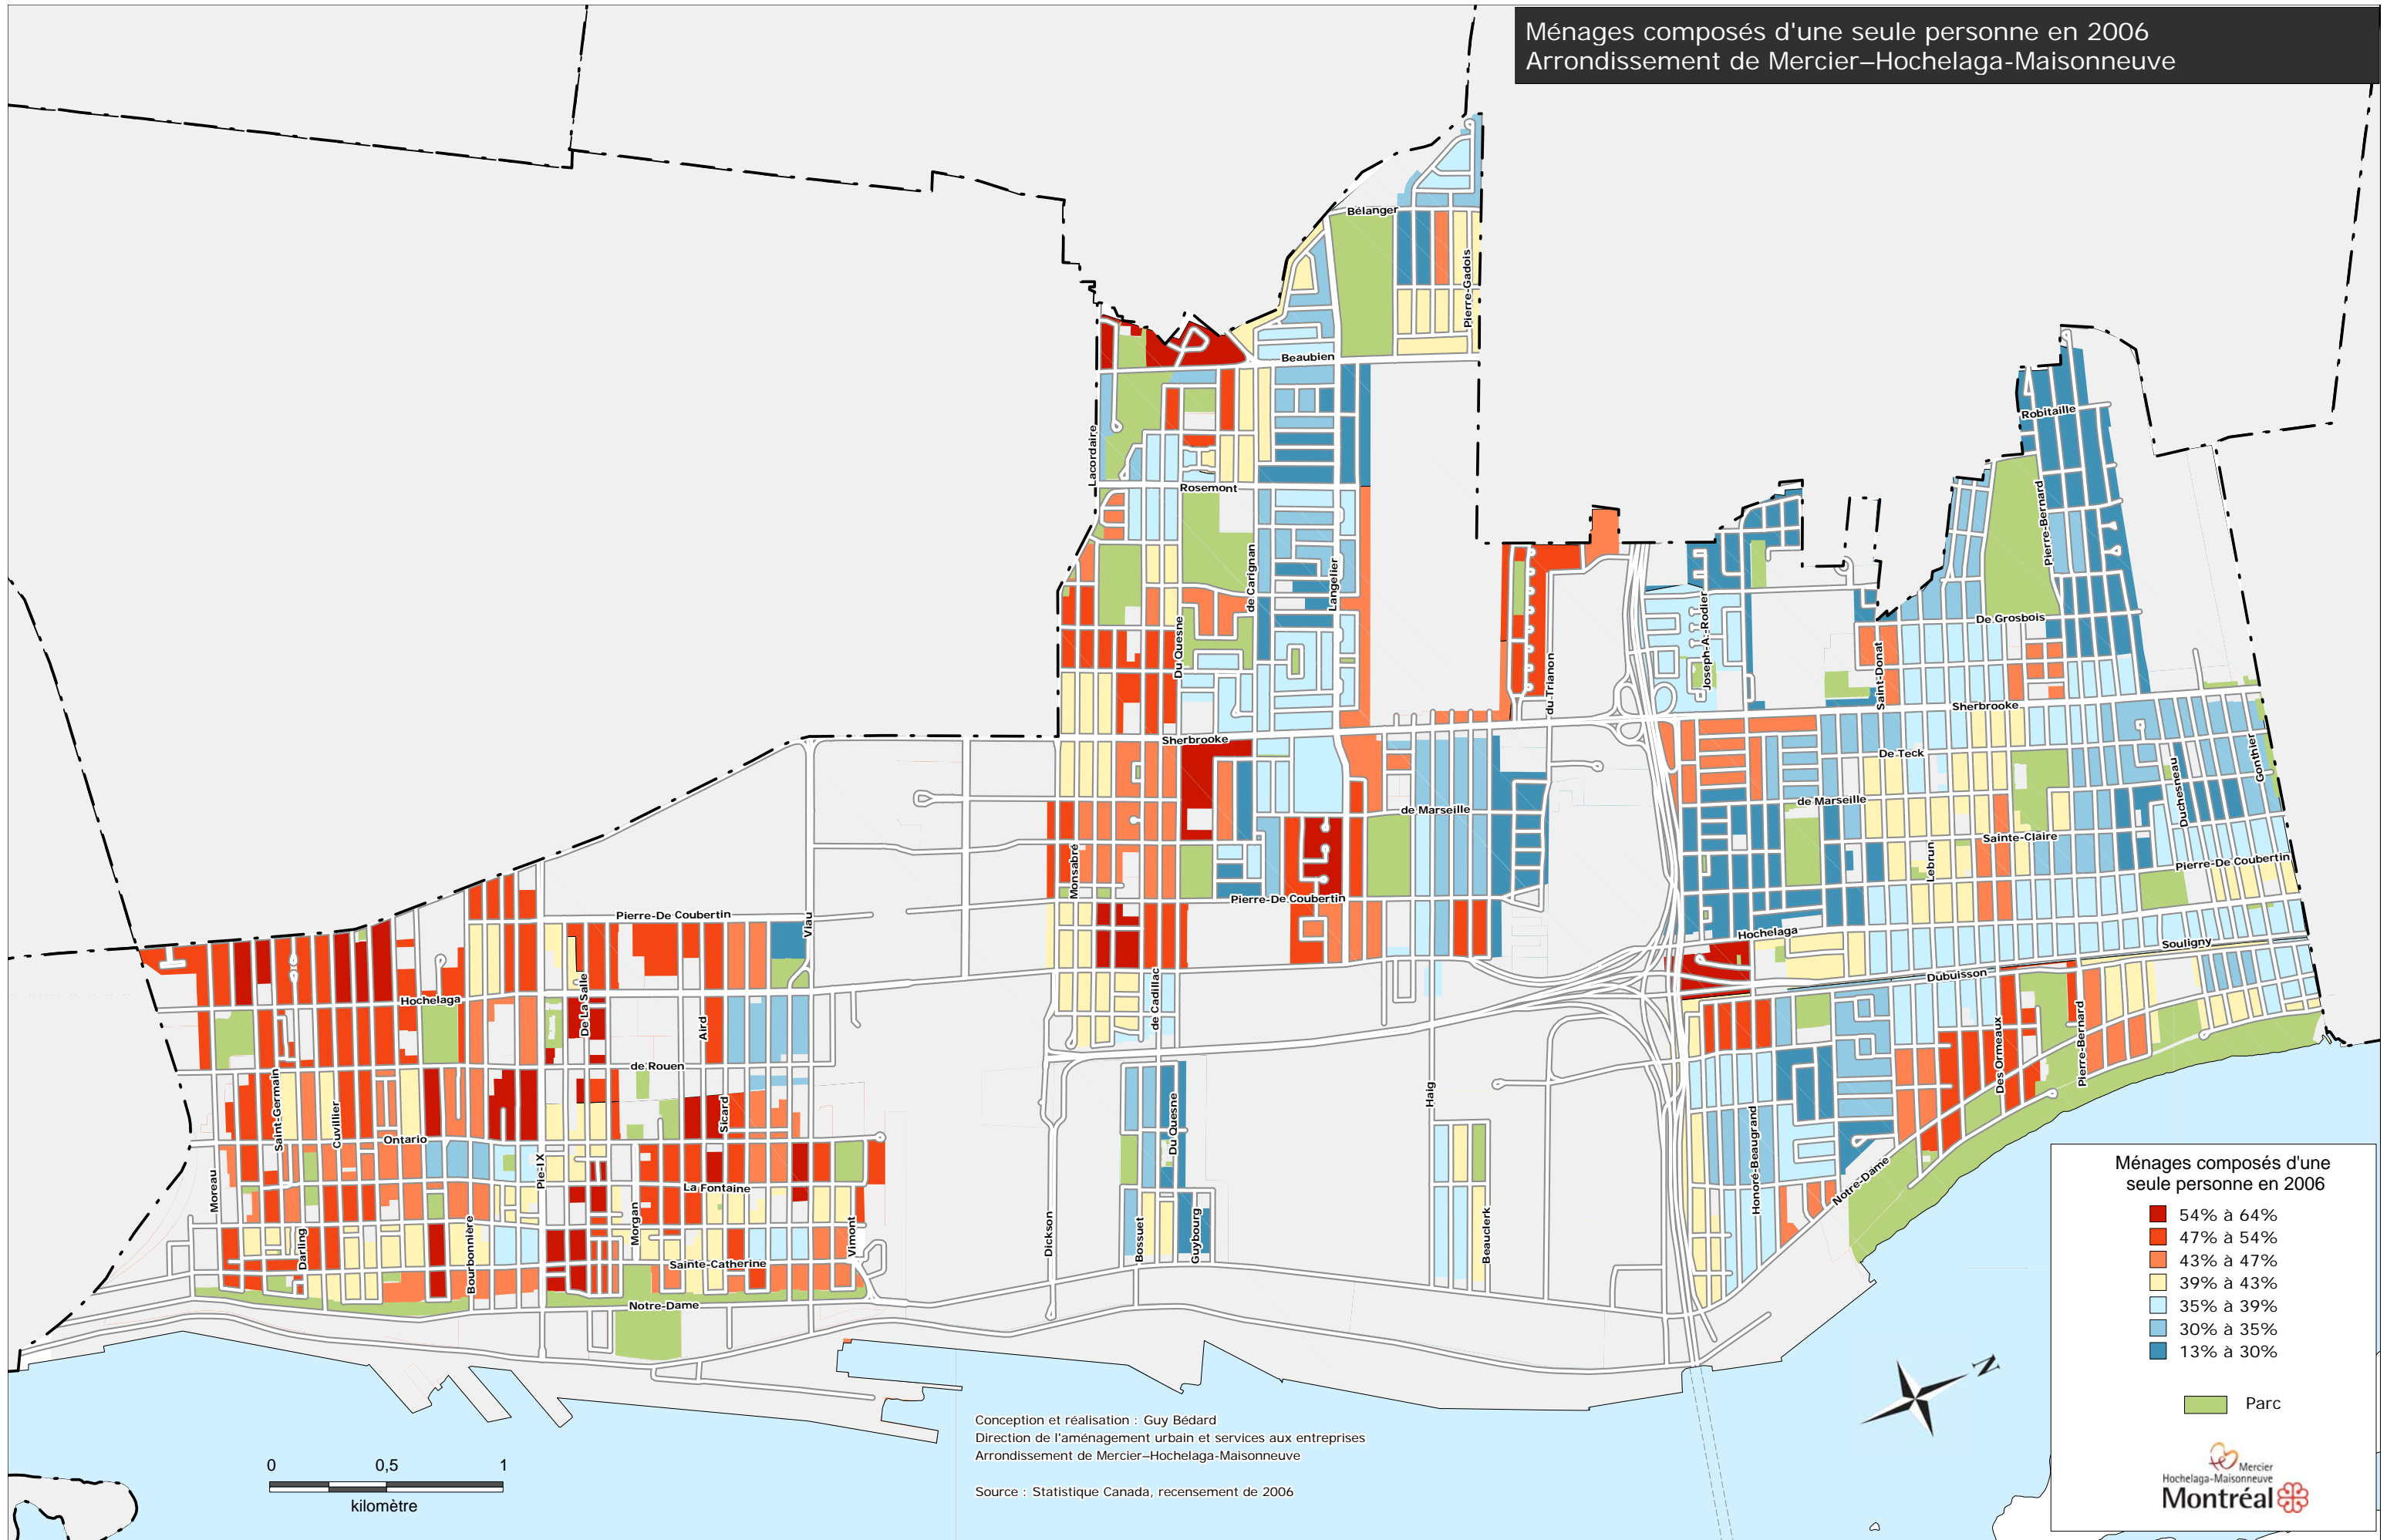 Ménages composés d'une seule personne en 2006
Arrondissement de Mercier–Hochelaga-Maisonneuve
Bélanger
Pierre-Gadois
Beaubien
Robitaille
Lacordaire
Rosemont
Pierre-Bernard
de Carignan
Langelier
Joseph-A.-Rodier
De Grosbois
Du Quesne
du Trianon
Saint-Donat
Sherbrooke
Sherbrooke
De Teck
Gonthier
Duchesneau
de Marseille
de Marseille
Sainte-Claire
Monsabré
Lebrun
Pierre-De Coubertin
Pierre-De Coubertin
Pierre-De Coubertin
Viau
Hochelaga
Souligny
Dubuisson
Hochelaga
De La Salle
de Cadillac
Aird
Pierre-Bernard
Des Ormeaux
de Rouen
Saint-Germain
Cuvillier
Sicard
Haig
Du Quesne
Honoré-Beaugrand
Ontario
Moreau
Pie-IX
La Fontaine
Notre-Dame
Darling
Bourbonnière
Morgan
Vimont
Dickson
Bossuet
Guybourg
Beauclerk
Sainte-Catherine
Notre-Dame
Ménages composés d'une
seule personne en 2006
54% à 64%
47% à 54%
43% à 47%
39% à 43%
35% à 39%
30% à 35%
13% à 30%
Parc
N
Mercier
Hochelaga-Maisonneuve
Montréal
Conception et réalisation : Guy Bédard
Direction de l'aménagement urbain et services aux entreprises
Arrondissement de Mercier–Hochelaga-Maisonneuve
Source : Statistique Canada, recensement de 2006
0 0,5 1
kilomètre